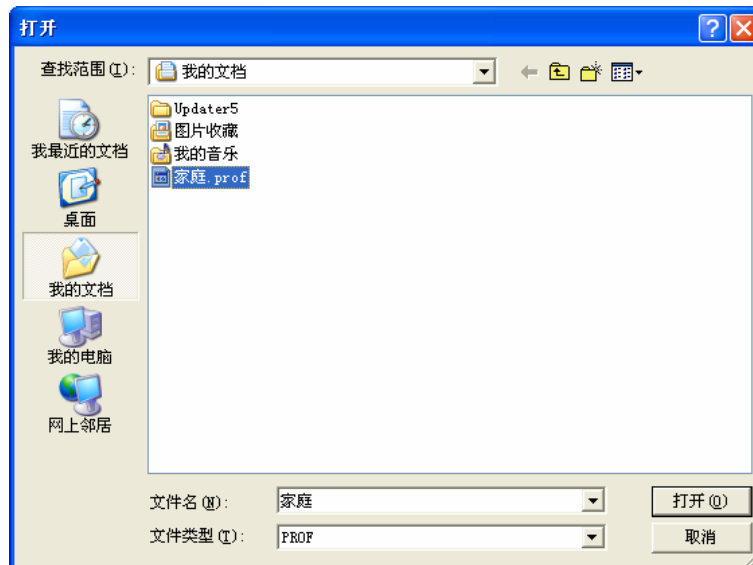 打开
查找范围(I): 我的文档
Updater5
图片收藏
我的音乐
家庭.prof
我最近的文档
桌面
我的文档
我的电脑
网上邻居
文件名(N): 家庭 打开(O)
文件类型(T): PROF 取消